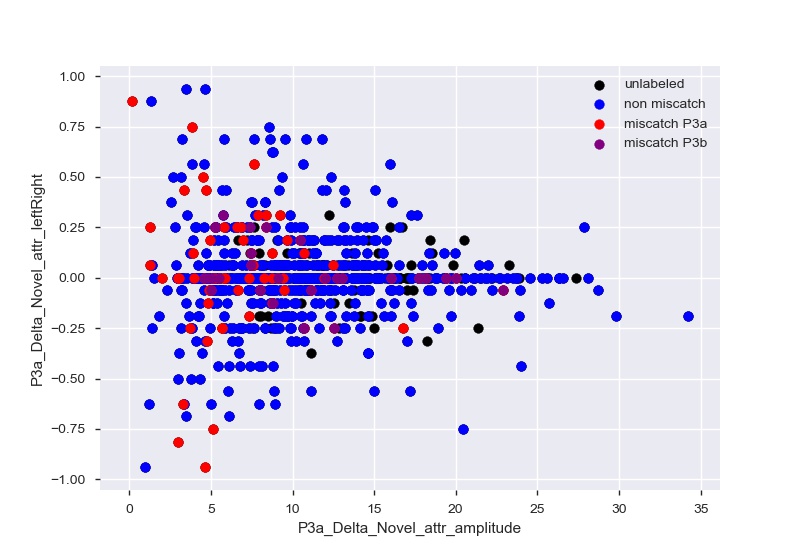 1.00
0.75
0.50
0.25
0.00
−0.25
−0.50
−0.75
−1.00
P3a_Delta_Novel_attr_leftRight
unlabeled
non miscatch
miscatch P3a
miscatch P3b
0 5 10 15 20 25 30 35
P3a_Delta_Novel_attr_amplitude